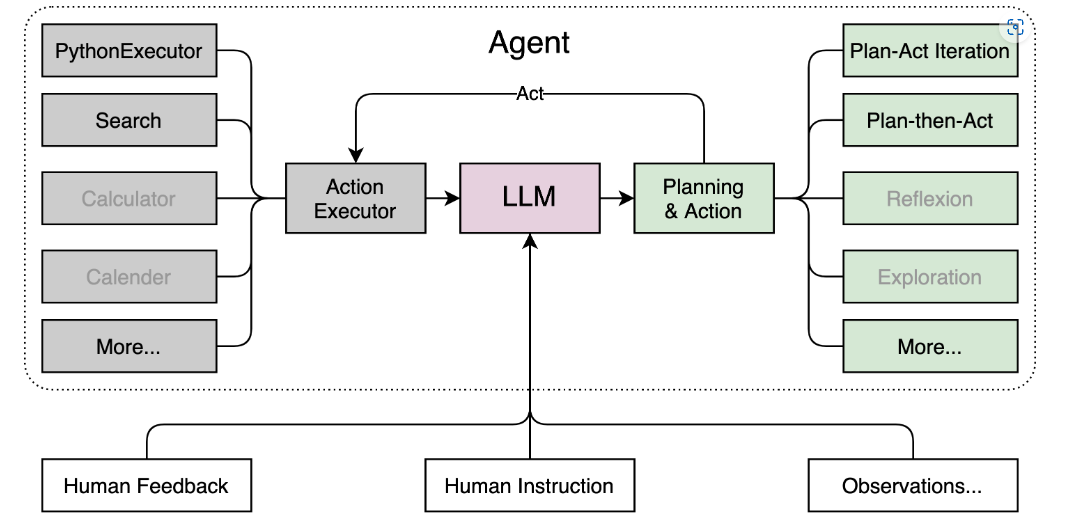 Agent
PythonExecutor
Search
Calculator
Calender
More...
Act
Action
Executor
LLM
Planning
& Action
Plan-Act Iteration
Plan-then-Act
Reflexion
Exploration
More...
Human Feedback
Human Instruction
Observations...